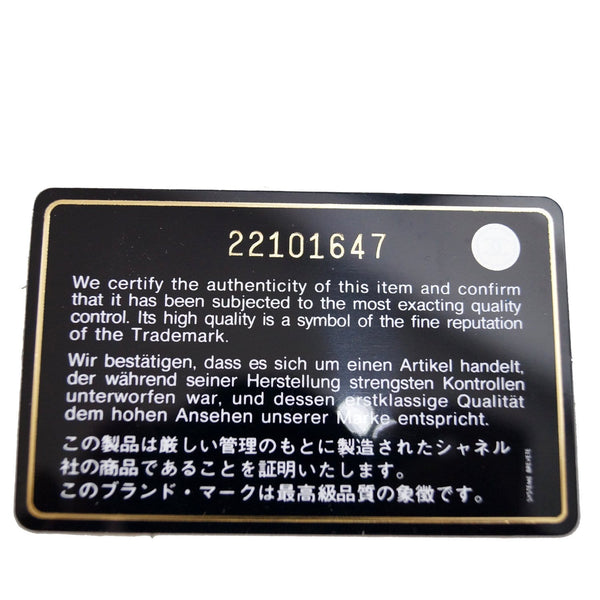 22101647
We certify the authenticity of this item and confirm
that it has been subjected to the most exacting quality
control. Its high quality is a symbol of the fine reputation
of the Trademark.
Wir bestätigen, dass es sich um einen Artikel handelt,
der während seiner Herstellung strengsten Kontrollen
unterworfen war, und dessen erstklassige Qualität
dem hohen Ansehen unserer Marke entspricht.
この製品は厳しい管理のもとに製造されたシャネル
社の商品であることを証明いたします。
このブランド・マークは最高級品質の象徴です。
SYSTEME BREVETE